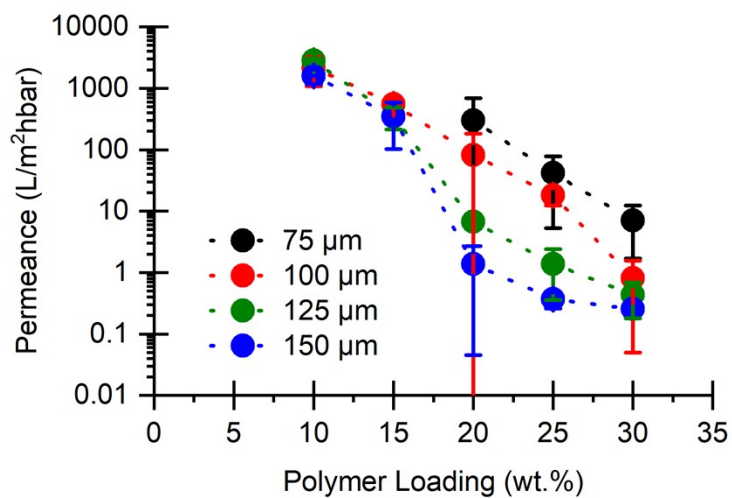 Permeance (L/m²hbar)
10000
1000
100
10
1
0.1
0.01
75 µm
100 µm
125 µm
150 µm
0 5 10 15 20 25 30 35
Polymer Loading (wt.%)